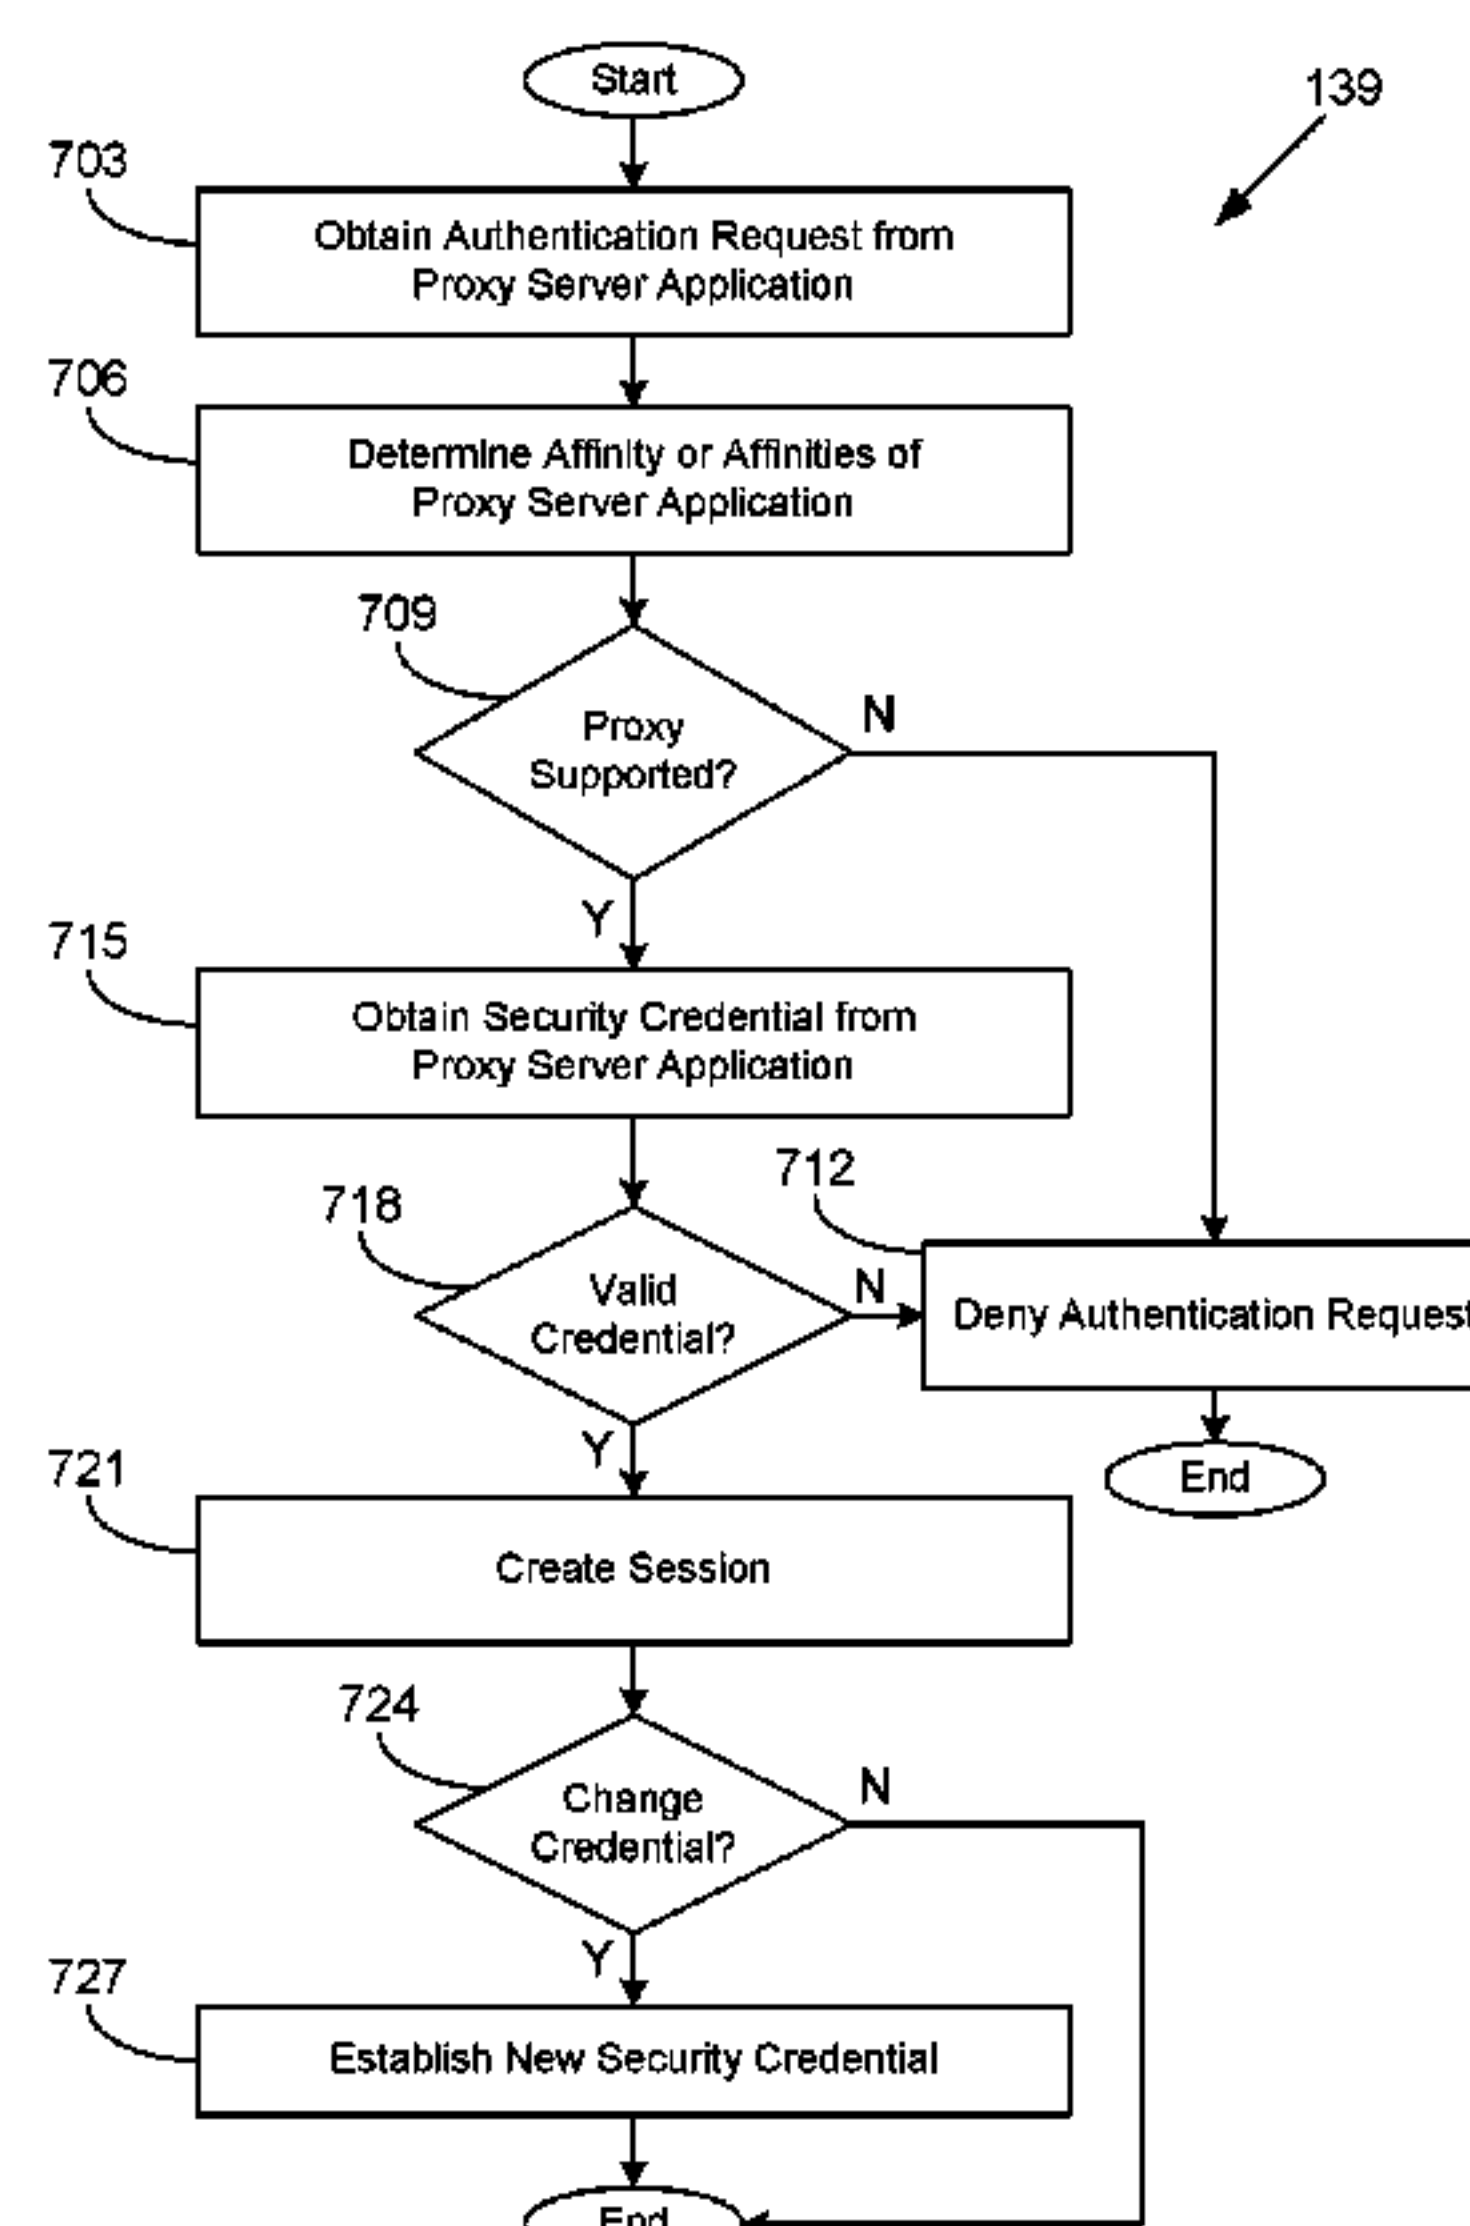 Start
139
703
Obtain Authentication Request from
Proxy Server Application
706
Determine Affinity or Affinities of
Proxy Server Application
709
Proxy
Supported?
N
Y
715
Obtain Security Credential from
Proxy Server Application
712
718
Valid
Credential?
N
Deny Authentication Request
Y
End
721
Create Session
724
Change
Credential?
N
Y
727
Establish New Security Credential
End